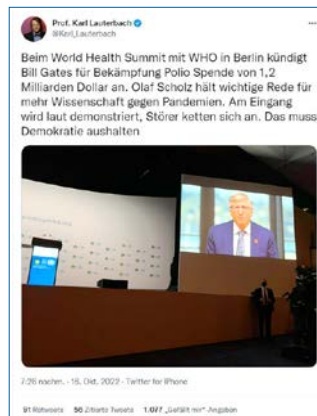 Prof. Karl Lauterbach
@Karl_Lauterbach
Beim World Health Summit mit WHO in Berlin kündigt
Bill Gates für Bekämpfung Polio Spende von 1,2
Milliarden Dollar an. Olaf Scholz hält wichtige Rede für
mehr Wissenschaft gegen Pandemien. Am Eingang
wird laut demonstriert, Störer ketten sich an. Das muss
Demokratie aushalten
7:26 nachm. · 16. Okt. 2022 · Twitter for iPhone
91 Retweets 56 Zitierte Tweets 1.077 „Gefällt mir“-Angaben